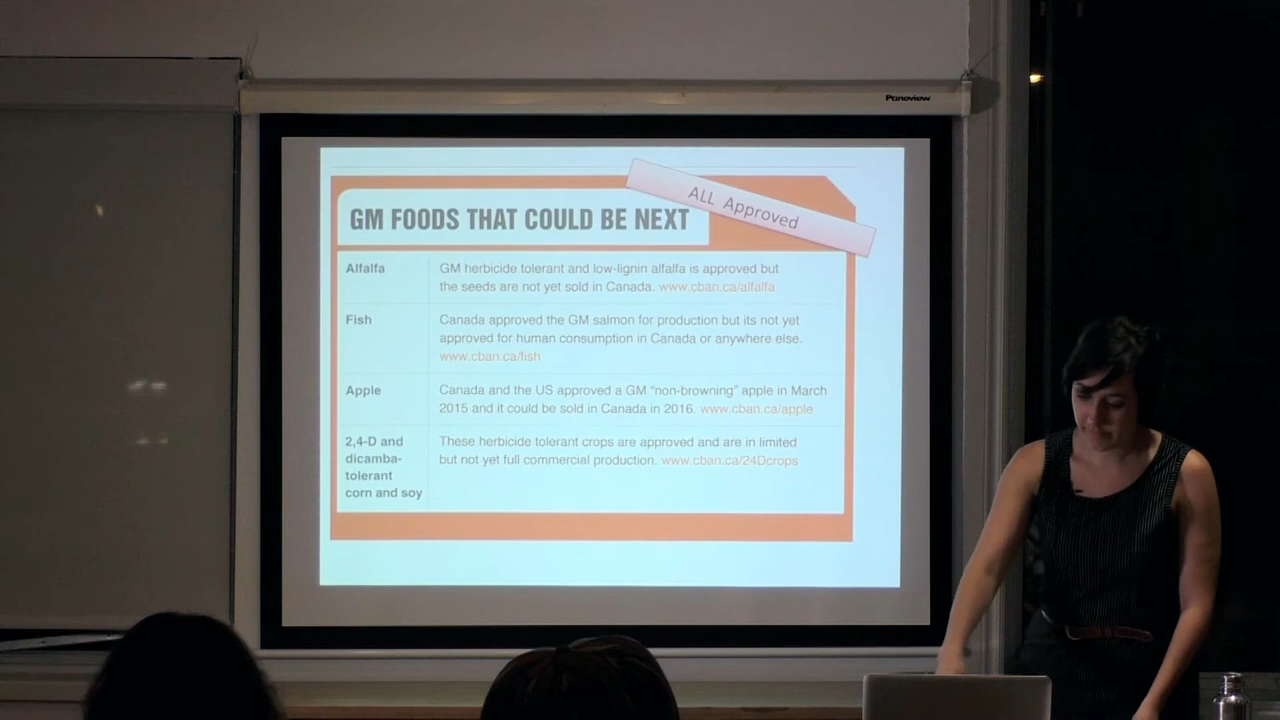 Panoview
ALL Approved
GM FOODS THAT COULD BE NEXT
Alfalfa
GM herbicide tolerant and low-lignin alfalfa is approved but
the seeds are not yet sold in Canada. www.cban.ca/alfalfa
Fish
Canada approved the GM salmon for production but its not yet
approved for human consumption in Canada or anywhere else.
www.cban.ca/fish
Apple
Canada and the US approved a GM “non-browning” apple in March
2015 and it could be sold in Canada in 2016. www.cban.ca/apple
2,4-D and
dicamba-
tolerant
corn and soy
These herbicide tolerant crops are approved and are in limited
but not yet full commercial production. www.cban.ca/24Dcrops